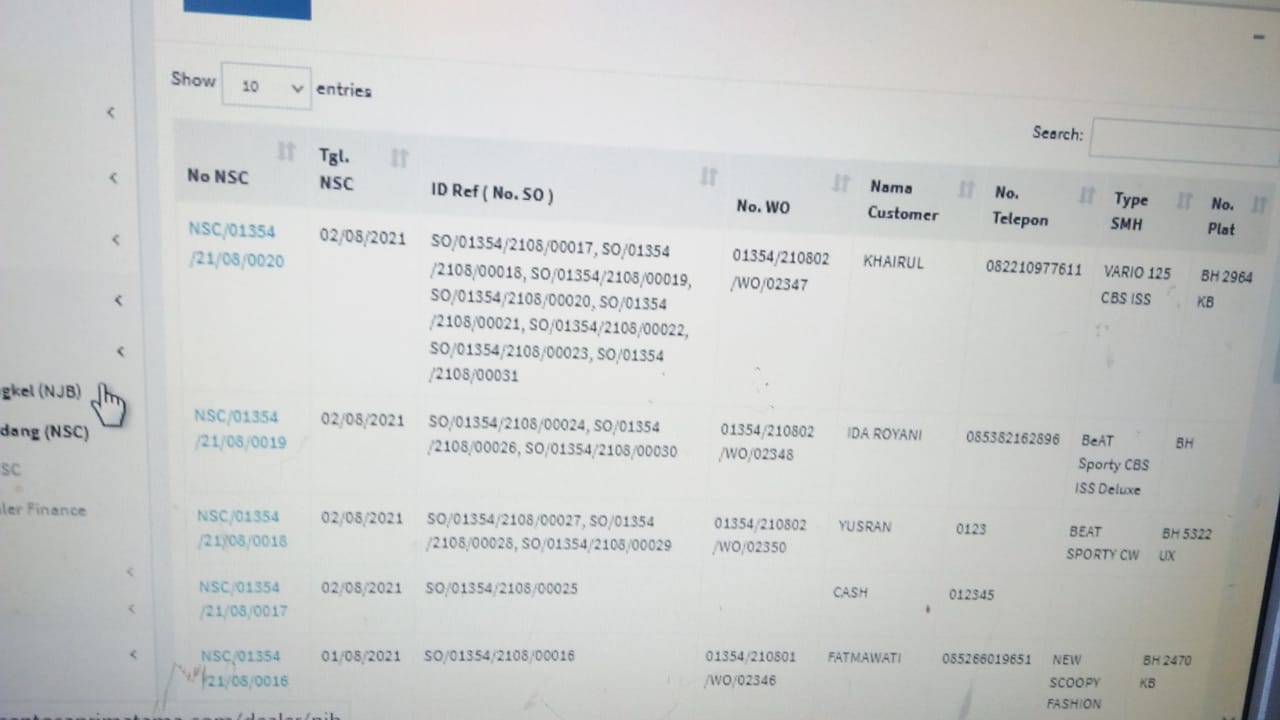 Show 10 entries
Search:
No NSC
Tgl.
NSC
ID Ref ( No. SO )
No. WO
Nama
Customer
No.
Telepon
Type
SMH
No.
Plat
NSC/01354
/21/08/0020
02/08/2021
SO/01354/2108/00017, SO/01354
/2108/00018, SO/01354/2108/00019,
SO/01354/2108/00020, SO/01354
/2108/00021, SO/01354/2108/00022,
SO/01354/2108/00023, SO/01354
/2108/00031
01354/210802
/WO/02347
KHAIRUL
082210977611
VARIO 125
CBS ISS
BH 2964
KB
NSC/01354
/21/08/0019
02/08/2021
SO/01354/2108/00024, SO/01354
/2108/00026, SO/01354/2108/00030
01354/210802
/WO/02348
IDA ROYANI
085382162896
BeAT
Sporty CBS
ISS Deluxe
BH
NSC/01354
/21/08/0018
02/08/2021
SO/01354/2108/00027, SO/01354
/2108/00028, SO/01354/2108/00029
01354/210802
/WO/02350
YUSRAN
0123
BEAT
SPORTY CW
BH 5322
UX
NSC/01354
/21/08/0017
02/08/2021
SO/01354/2108/00025
CASH
012345
NSC/01354
/21/08/0016
01/08/2021
SO/01354/2108/00016
01354/210801
/WO/02346
FATMAWATI
085266019651
NEW
SCOOPY
FASHION
BH 2470
KB
gkel (NJB)
dang (NSC)
SC
ler Finance